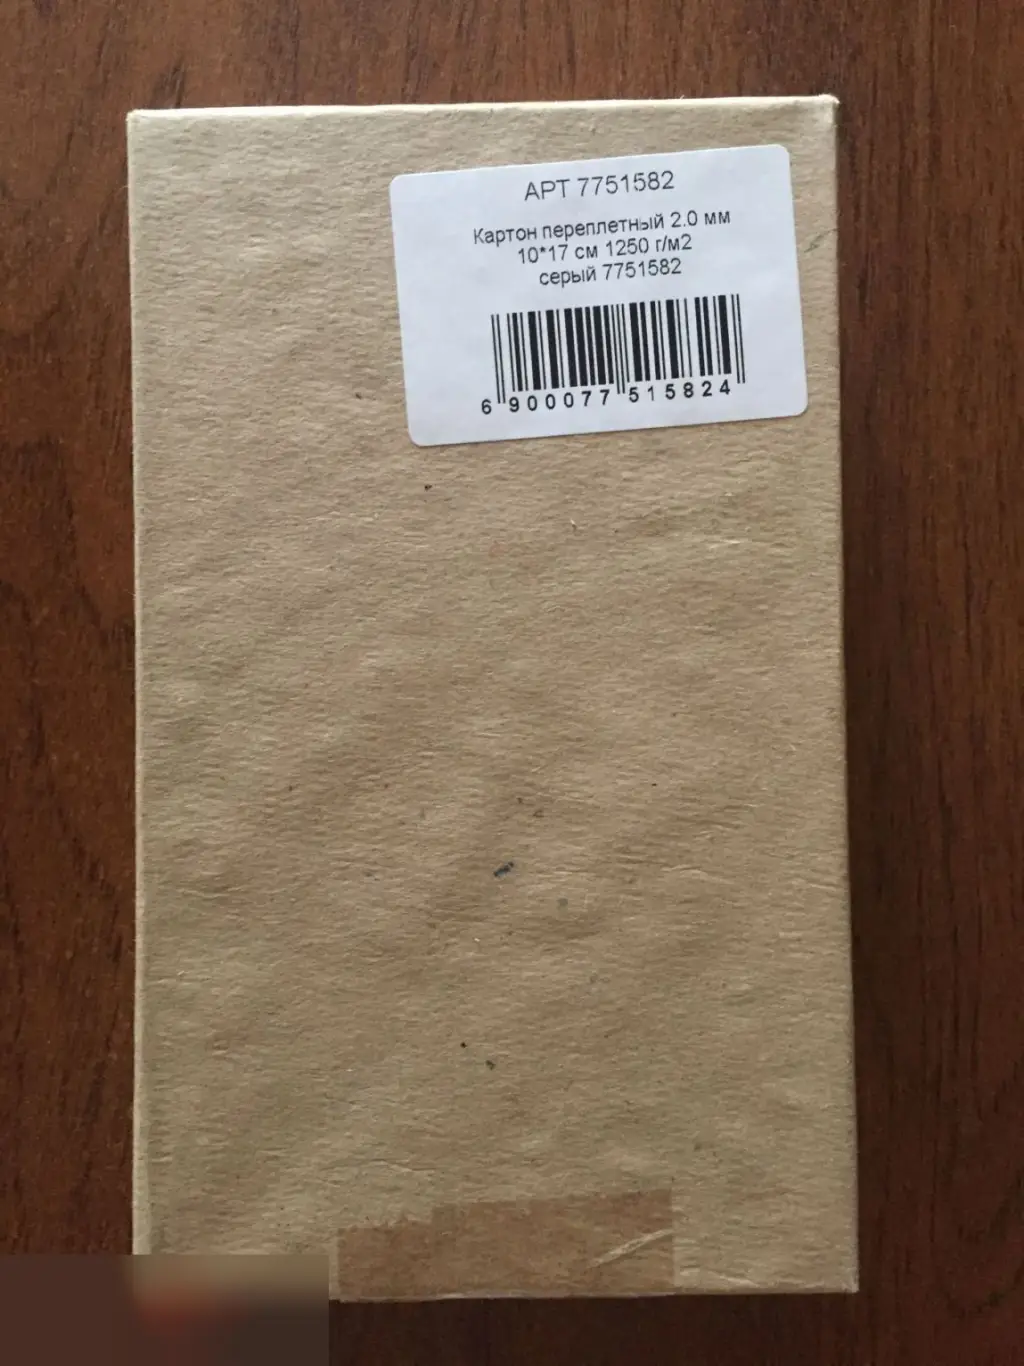 АРТ 7751582
Картон переплетный 2.0 мм
10*17 см 1250 г/м2
серый 7751582
6 900077 515824